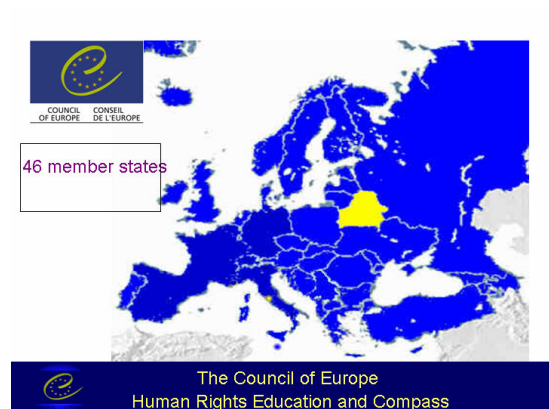 COUNCIL CONSEIL
OF EUROPE DE L'EUROPE
46 member states
The Council of Europe
Human Rights Education and Compass